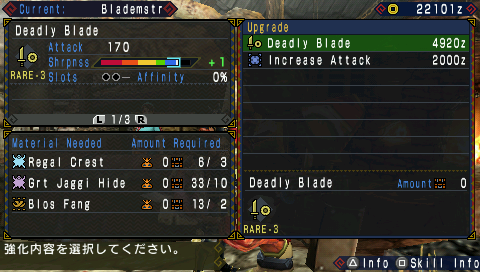 Current: Blademstr
22101z
Deadly Blade
Attack 170
Shrpnss + 1
RARE-3
Slots ○○— Affinity 0%
L 1/3 R
Material Needed Amount Required
Regal Crest 0 6/ 3
Grt Jaggi Hide 0 33/10
Blos Fang 0 13/ 2
Upgrade
Deadly Blade 4920z
Increase Attack 2000z
Deadly Blade Amount 0
RARE-3
強化内容を選択してください。
△Info □Skill Info